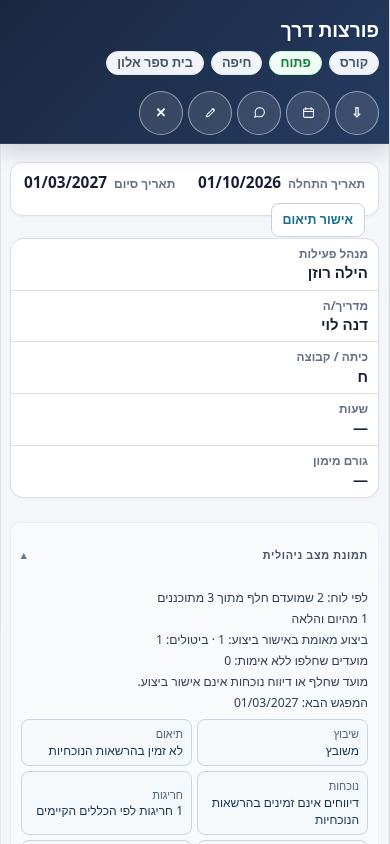 פורצות דרך
קורס פתוח חיפה בית ספר אלון
תאריך התחלה 01/10/2026 תאריך סיום 01/03/2027
אישור תיאום
מנהל פעילות
הילה רוזן
מדריך/ה
דנה לוי
כיתה / קבוצה
ח
שעות
—
גורם מימון
—
תמונת מצב ניהולית ▲
לפי לוח: 2 שמועדם חלף מתוך 3 מתוכננים
1 מהיום והלאה
ביצוע מאומת באישור ביצוע: 1 · ביטולים: 1
מועדים שחלפו ללא אימות: 0
מועד שחלף או דיווח נוכחות אינם אישור ביצוע.
המפגש הבא: 01/03/2027
שיבוץ
משובץ
תיאום
לא זמין בהרשאות הנוכחיות
נוכחות
דיווחים אינם זמינים בהרשאות
הנוכחיות
חריגות
1 חריגות לפי הכללים הקיימים